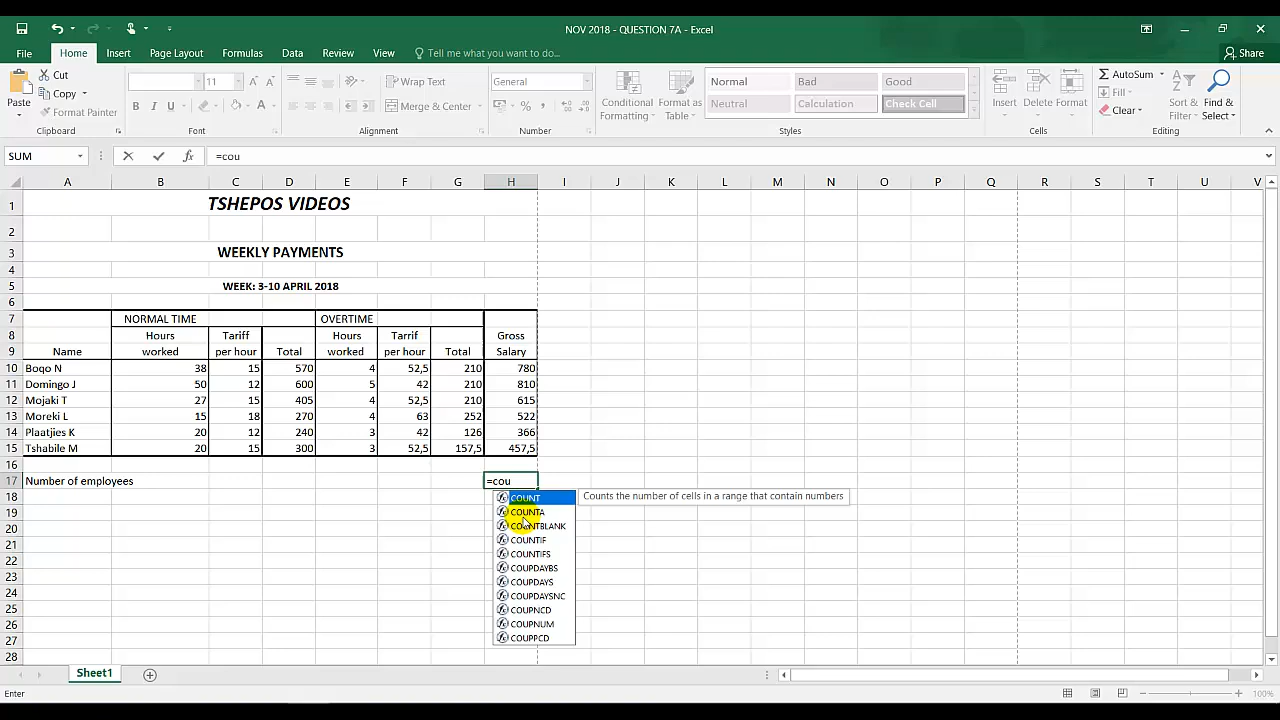 NOV 2018 - QUESTION 7A - Excel
File Home Insert Page Layout Formulas Data Review View Tell me what you want to do... Share
Paste Cut Copy Format Painter Clipboard
11 B I U Font
Wrap Text Merge & Center Alignment
General % Number
Conditional Formatting Format as Table Normal Bad Good Neutral Calculation Check Cell Styles
Insert Delete Format Cells
AutoSum Fill Clear Sort & Filter Find & Select Editing
SUM fx =cou
A B C D E F G H I J K L M N O P Q R S T U V
1 TSHEPOS VIDEOS
2
3 WEEKLY PAYMENTS
4
5 WEEK: 3-10 APRIL 2018
6
7 NORMAL TIME OVERTIME
8 Hours Tariff Hours Tarrif Gross
9 Name worked per hour Total worked per hour Total Salary
10 Boqo N 38 15 570 4 52,5 210 780
11 Domingo J 50 12 600 5 42 210 810
12 Mojaki T 27 15 405 4 52,5 210 615
13 Moreki L 15 18 270 4 63 252 522
14 Plaatjies K 20 12 240 3 42 126 366
15 Tshabile M 20 15 300 3 52,5 157,5 457,5
16
17 Number of employees =cou
18 COUNT Counts the number of cells in a range that contain numbers
19 COUNTA
20 COUNTBLANK
21 COUNTIF
22 COUNTIFS
23 COUPDAYBS
COUPDAYS
24 COUPDAYSNC
25 COUPNCD
26 COUPNUM
27 COUPPCD
28
Sheet1
Enter 100%